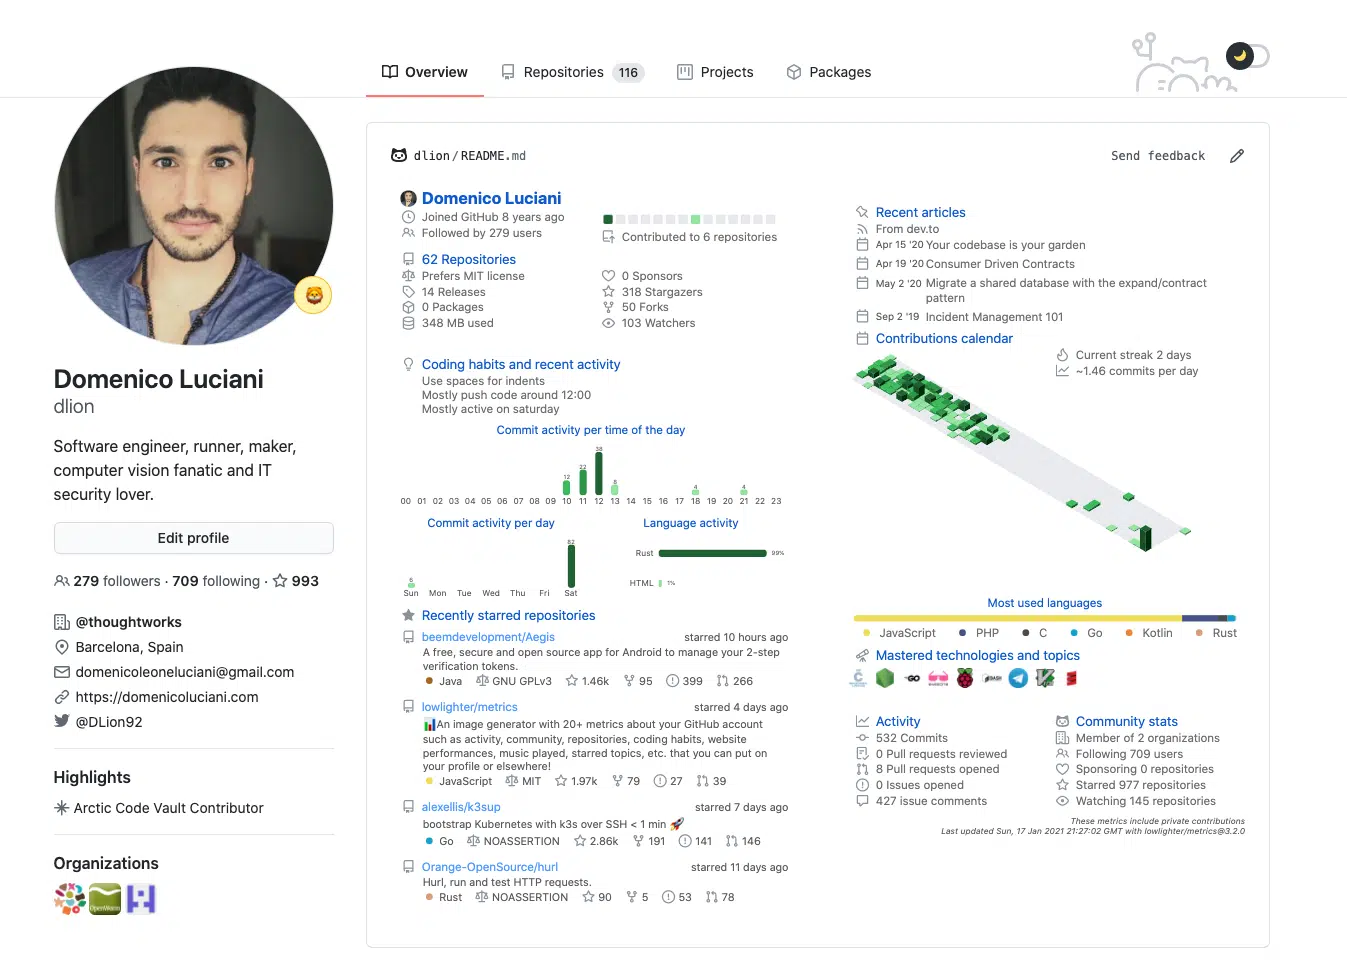 Overview
Repositories 116
Projects
Packages
Domenico Luciani
dlion
Software engineer, runner, maker,
computer vision fanatic and IT
security lover.
Edit profile
279 followers · 709 following · 993
@thoughtworks
Barcelona, Spain
domenicoleoneluciani@gmail.com
https://domenicoluciani.com
@DLion92
Highlights
Arctic Code Vault Contributor
Organizations
OpenWorm
dlion/README.md
Send feedback
Domenico Luciani
Joined GitHub 8 years ago
Followed by 279 users
Contributed to 6 repositories
62 Repositories
Prefers MIT license
14 Releases
0 Packages
348 MB used
0 Sponsors
318 Stargazers
50 Forks
103 Watchers
Coding habits and recent activity
Use spaces for indents
Mostly push code around 12:00
Mostly active on saturday
Commit activity per time of the day
12 22 38 8 4 4
00 01 02 03 04 05 06 07 08 09 10 11 12 13 14 15 16 17 18 19 20 21 22 23
Commit activity per day
6 82
Sun Mon Tue Wed Thu Fri Sat
Language activity
Rust 99%
HTML 1%
Recently starred repositories
beemdevelopment/Aegis starred 10 hours ago
A free, secure and open source app for Android to manage your 2-step
verification tokens.
Java GNU GPLv3 1.46k 95 399 266
lowlighter/metrics starred 4 days ago
📊An image generator with 20+ metrics about your GitHub account
such as activity, community, repositories, coding habits, website
performances, music played, starred topics, etc. that you can put on
your profile or elsewhere!
JavaScript MIT 1.97k 79 27 39
alexellis/k3sup starred 7 days ago
bootstrap Kubernetes with k3s over SSH < 1 min 🚀
Go NOASSERTION 2.86k 191 141 146
Orange-OpenSource/hurl starred 11 days ago
Hurl, run and test HTTP requests.
Rust NOASSERTION 90 5 53 78
Recent articles
From dev.to
Apr 15 '20 Your codebase is your garden
Apr 19 '20 Consumer Driven Contracts
May 2 '20 Migrate a shared database with the expand/contract
pattern
Sep 2 '19 Incident Management 101
Contributions calendar
Current streak 2 days
~1.46 commits per day
Most used languages
JavaScript PHP C Go Kotlin Rust
Mastered technologies and topics
GO
BASH
Activity
532 Commits
0 Pull requests reviewed
8 Pull requests opened
0 Issues opened
427 issue comments
Community stats
Member of 2 organizations
Following 709 users
Sponsoring 0 repositories
Starred 977 repositories
Watching 145 repositories
These metrics include private contributions
Last updated Sun, 17 Jan 2021 21:27:02 GMT with lowlighter/metrics@3.2.0